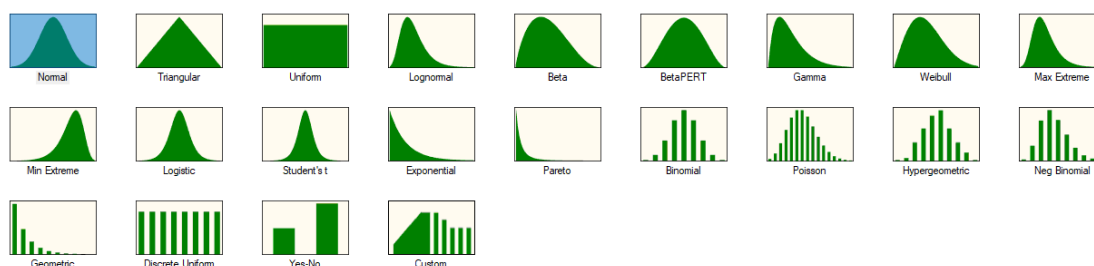 Normal Triangular Uniform Lognormal Beta BetaPERT Gamma Weibull Max Extreme
Min Extreme Logistic Student's t Exponential Pareto Binomial Poisson Hypergeometric Neg Binomial
Geometric Discrete Uniform Yes-No Custom